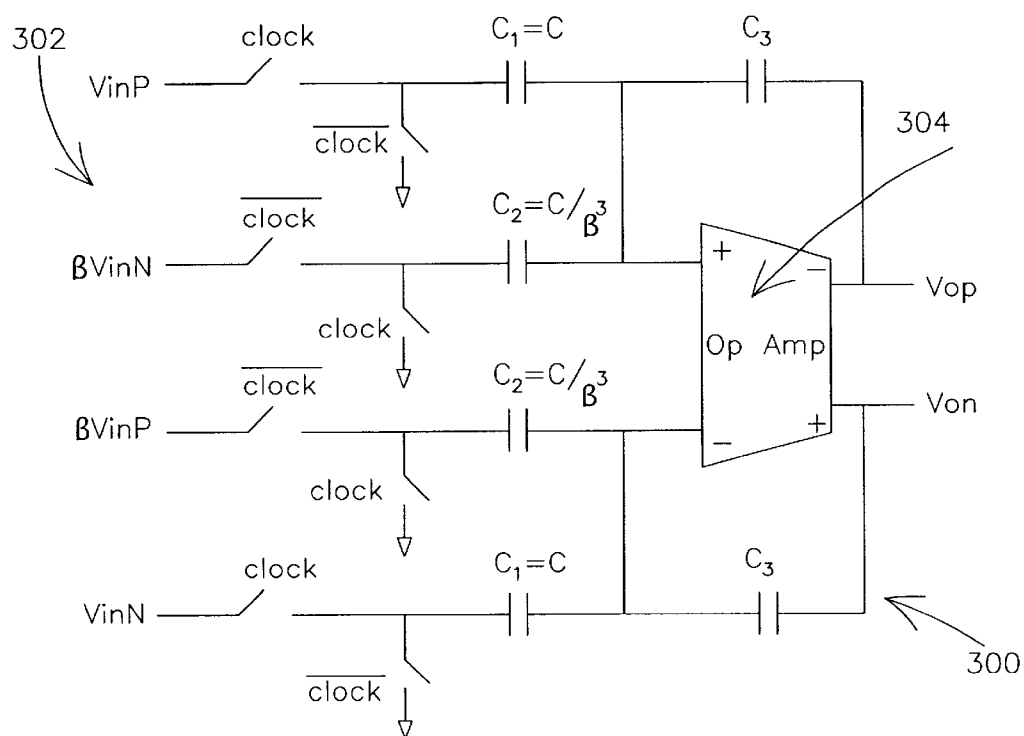 302
clock
C₁=C
C₃
VinP
304
clock
clock
C₂=C/β³
βVinN
+
−
Vop
clock
Op Amp
clock
C₂=C/β³
Von
βVinP
−
+
clock
clock
C₁=C
C₃
VinN
300
clock